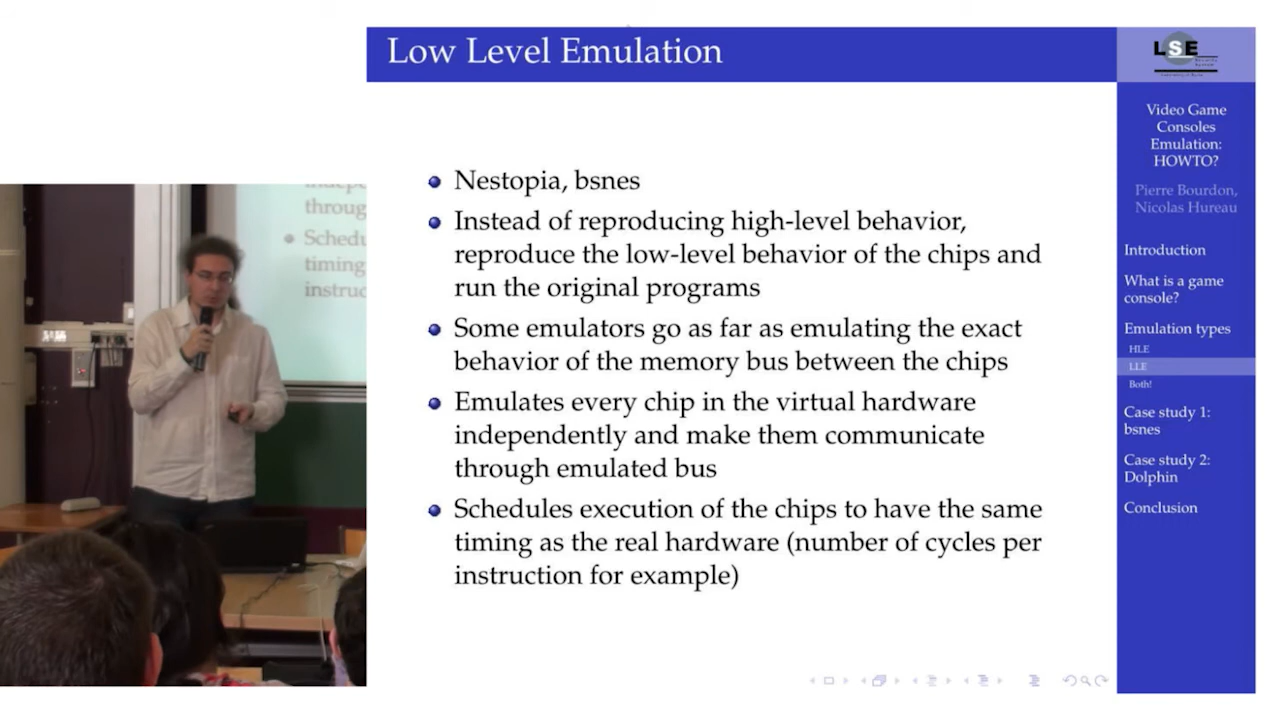 Low Level Emulation
LSE
Video Game
Consoles
Emulation:
HOWTO?
Pierre Bourdon,
Nicolas Hureau
Introduction
What is a game
console?
Emulation types
HLE
LLE
Both!
Case study 1:
bsnes
Case study 2:
Dolphin
Conclusion
Nestopia, bsnes
Instead of reproducing high-level behavior,
reproduce the low-level behavior of the chips and
run the original programs
Some emulators go as far as emulating the exact
behavior of the memory bus between the chips
Emulates every chip in the virtual hardware
independently and make them communicate
through emulated bus
Schedules execution of the chips to have the same
timing as the real hardware (number of cycles per
instruction for example)
throug
Schedu
timing
instruc